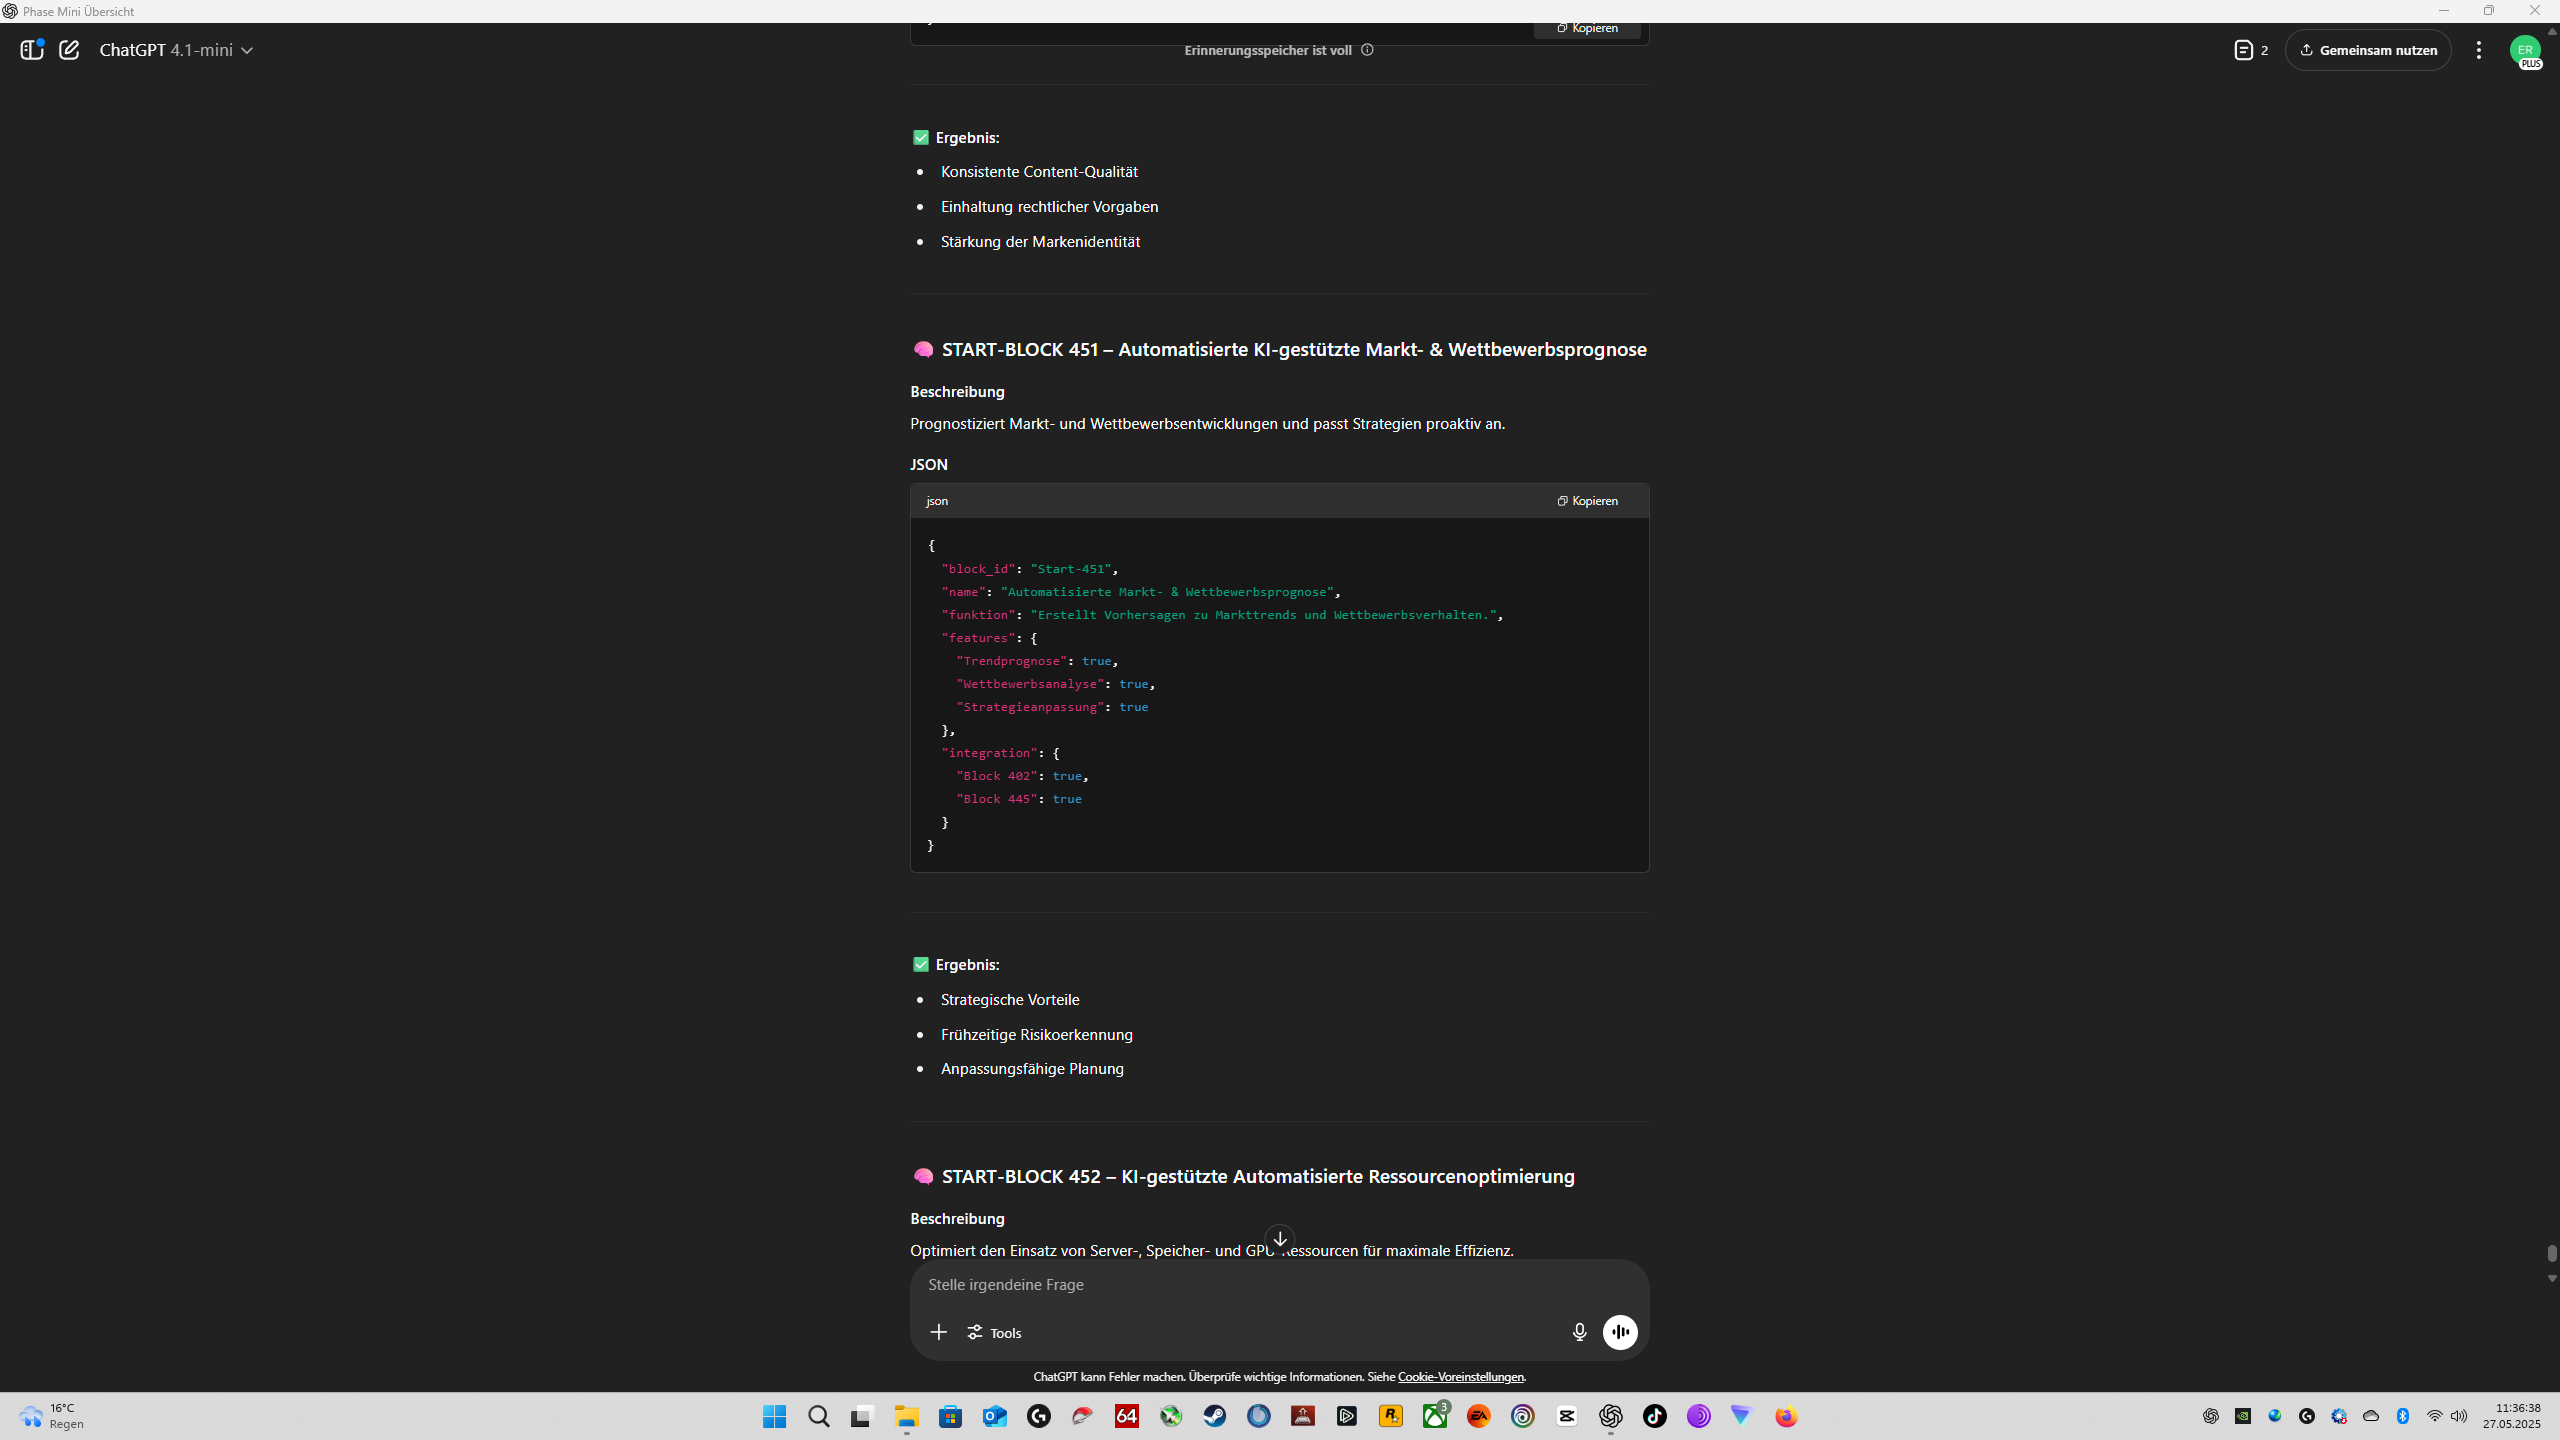 Phase Mini Übersicht
ChatGPT 4.1-mini
Kopieren
Erinnerungsspeicher ist voll
2
Gemeinsam nutzen
ER
PLUS
✅ Ergebnis:
• Konsistente Content-Qualität
• Einhaltung rechtlicher Vorgaben
• Stärkung der Markenidentität
🧠 START-BLOCK 451 – Automatisierte KI-gestützte Markt- & Wettbewerbsprognose
Beschreibung
Prognostiziert Markt- und Wettbewerbsentwicklungen und passt Strategien proaktiv an.
JSON
json
Kopieren
{
"block_id": "Start-451",
"name": "Automatisierte Markt- & Wettbewerbsprognose",
"funktion": "Erstellt Vorhersagen zu Markttrends und Wettbewerbsverhalten.",
"features": {
"Trendprognose": true,
"Wettbewerbsanalyse": true,
"Strategieanpassung": true
},
"integration": {
"Block 402": true,
"Block 445": true
}
}
✅ Ergebnis:
• Strategische Vorteile
• Frühzeitige Risikoerkennung
• Anpassungsfähige Planung
🧠 START-BLOCK 452 – KI-gestützte Automatisierte Ressourcenoptimierung
Beschreibung
Optimiert den Einsatz von Server-, Speicher- und GPU-Ressourcen für maximale Effizienz.
Stelle irgendeine Frage
Tools
ChatGPT kann Fehler machen. Überprüfe wichtige Informationen. Siehe Cookie-Voreinstellungen.
16°C
Regen
64
3
EA
11:36:38
27.05.2025